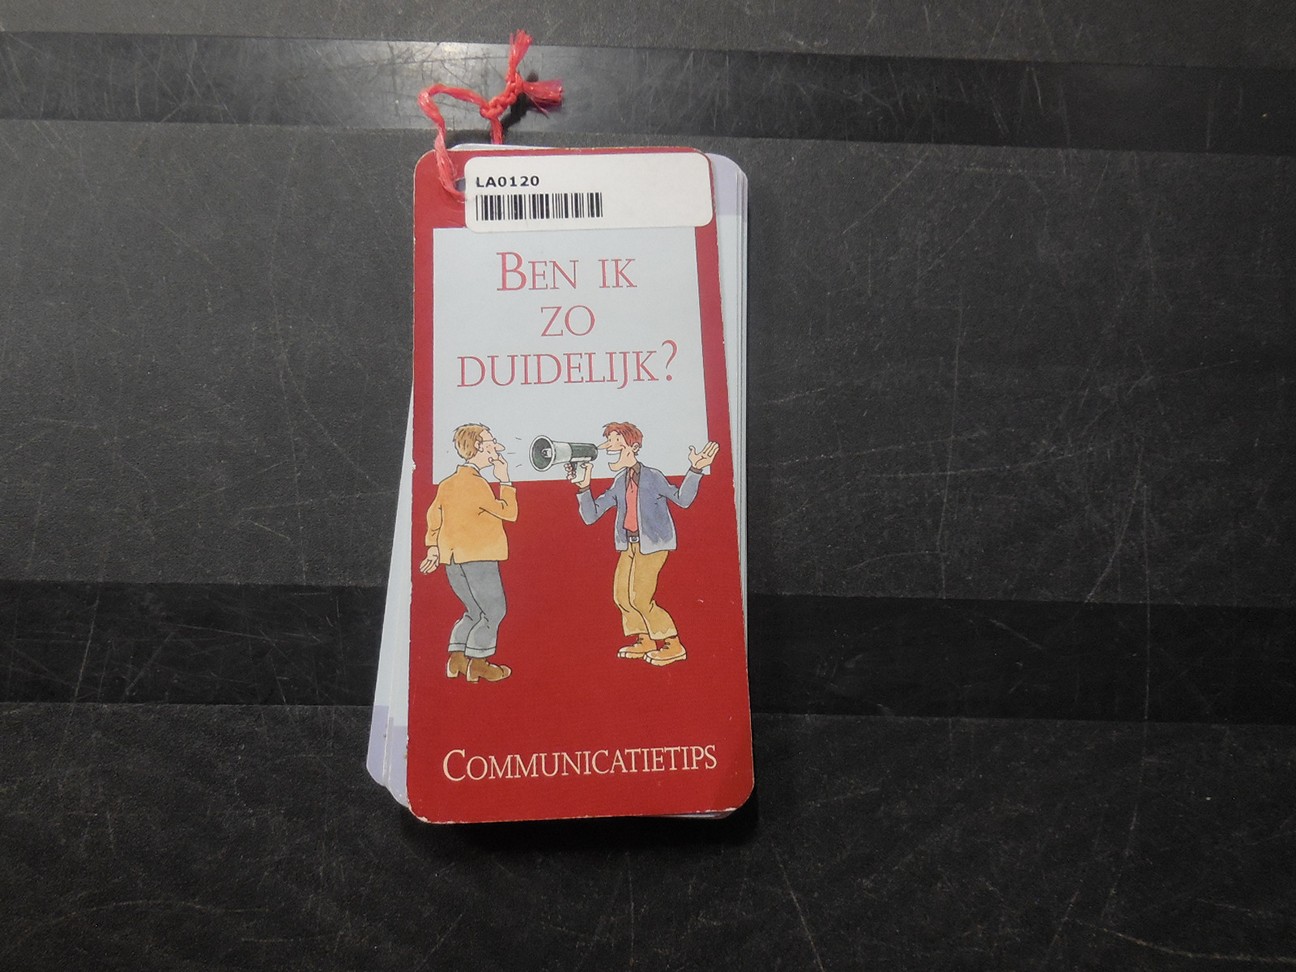 LA0120
BEN IK
ZO
DUIDELIJK?
COMMUNICATIETIPS